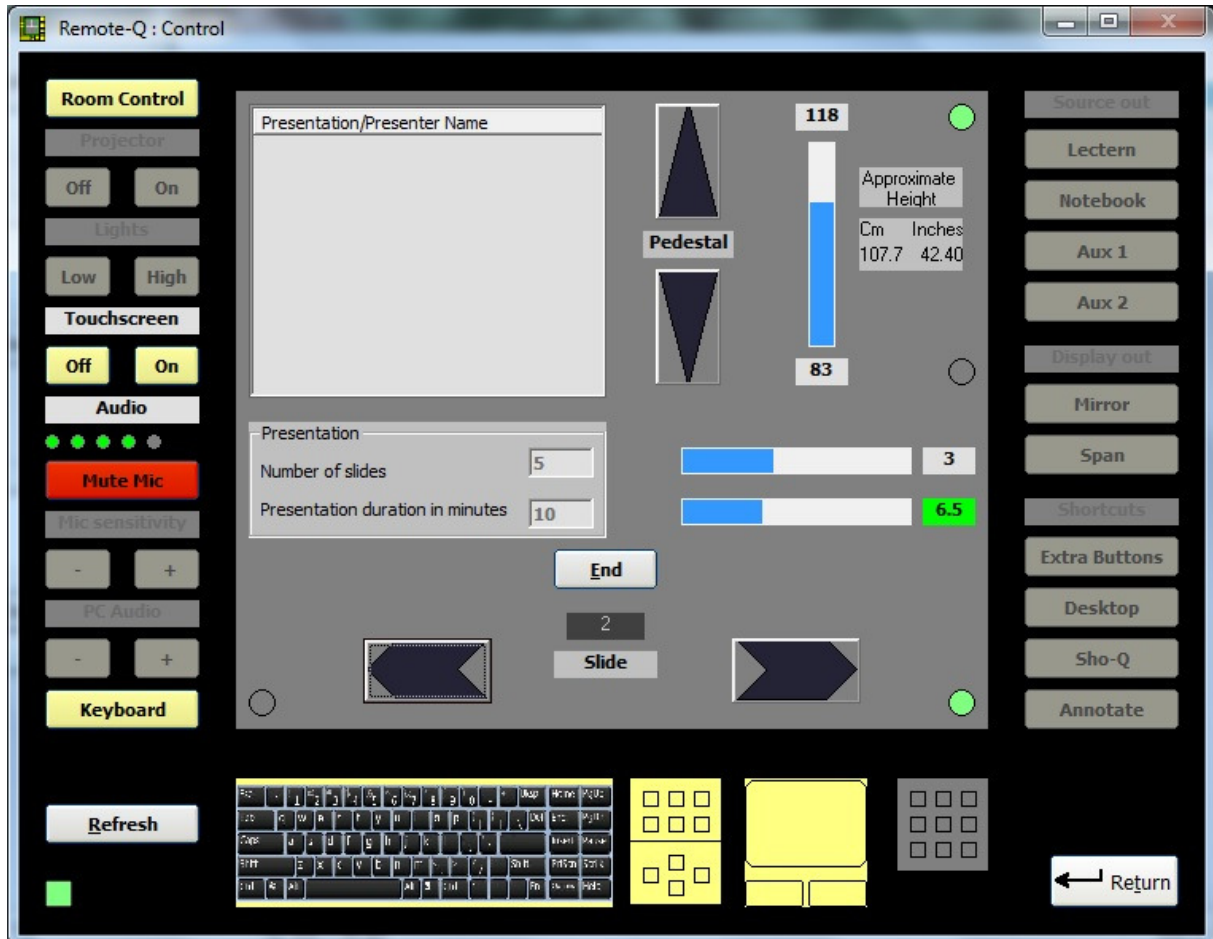 Remote-Q : Control
Room Control
Projector
Off On
Lights
Low High
Touchscreen
Off On
Audio
Mute Mic
Mic sensitivity
- +
PC Audio
- +
Keyboard
Refresh
Presentation/Presenter Name
Pedestal
118
83
Approximate
Height
Cm Inches
107.7 42.40
Presentation
Number of slides 5
Presentation duration in minutes 10
3
6.5
End
2
Slide
Source out
Lectern
Notebook
Aux 1
Aux 2
Display out
Mirror
Span
Shortcuts
Extra Buttons
Desktop
Sho-Q
Annotate
Return